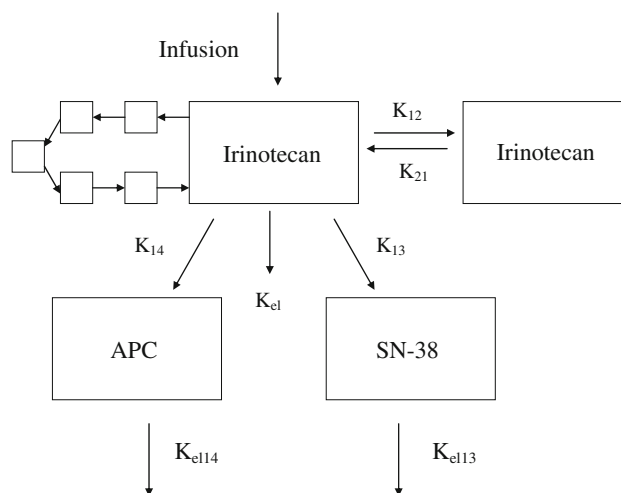 Infusion
K12
Irinotecan
Irinotecan
K21
K14
K13
Kel
APC
SN-38
Kel14
Kel13